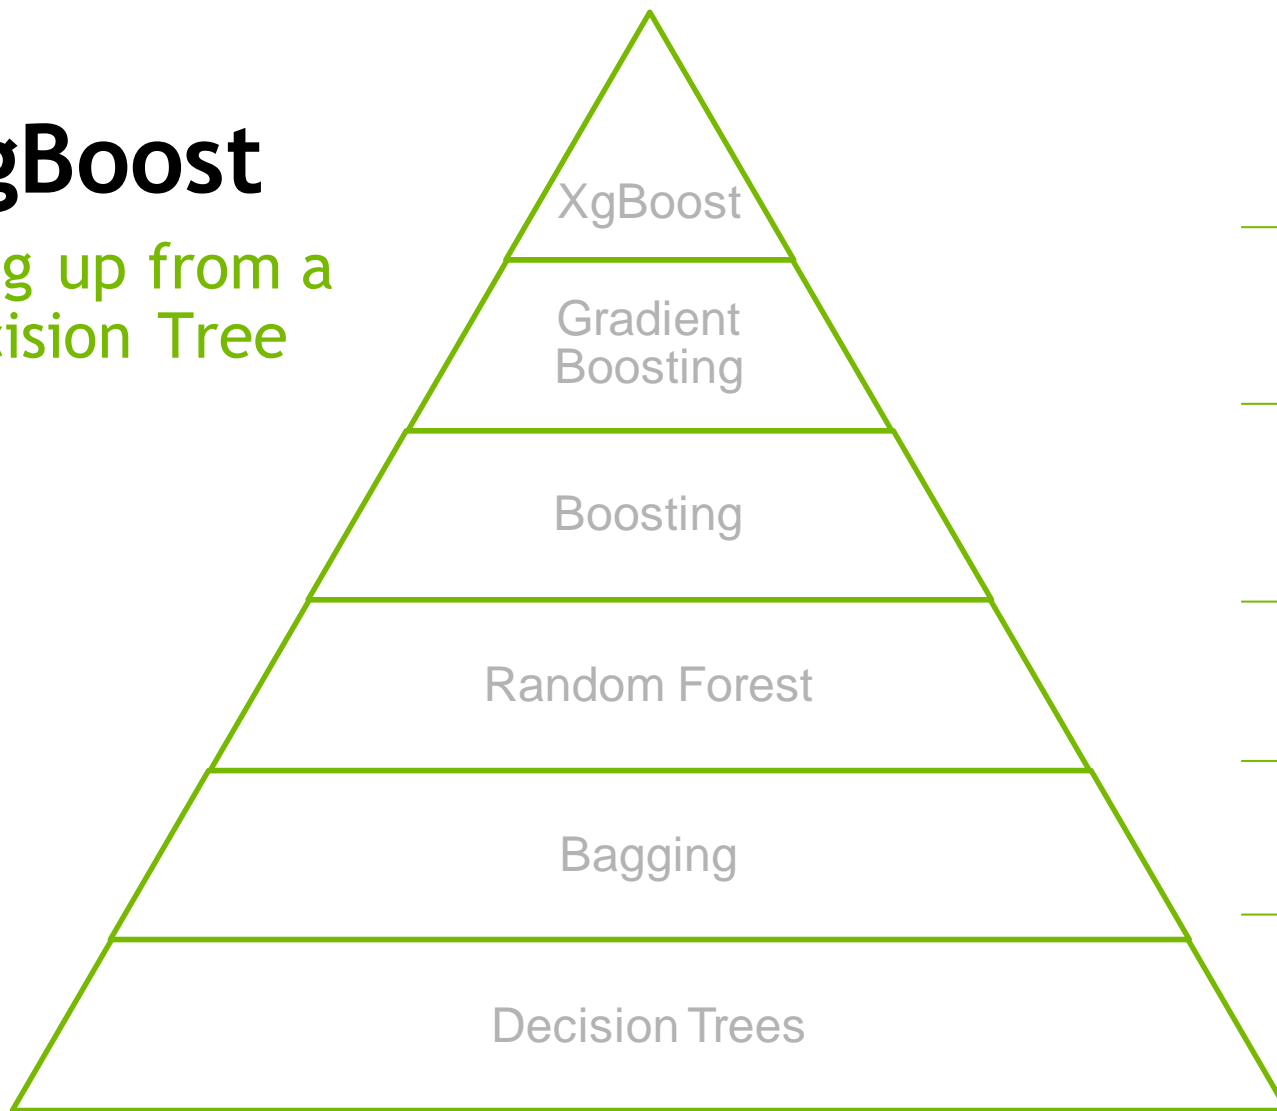 gBoost
g up from a
cision Tree
XgBoost
Gradient
Boosting
Boosting
Random Forest
Bagging
Decision Trees